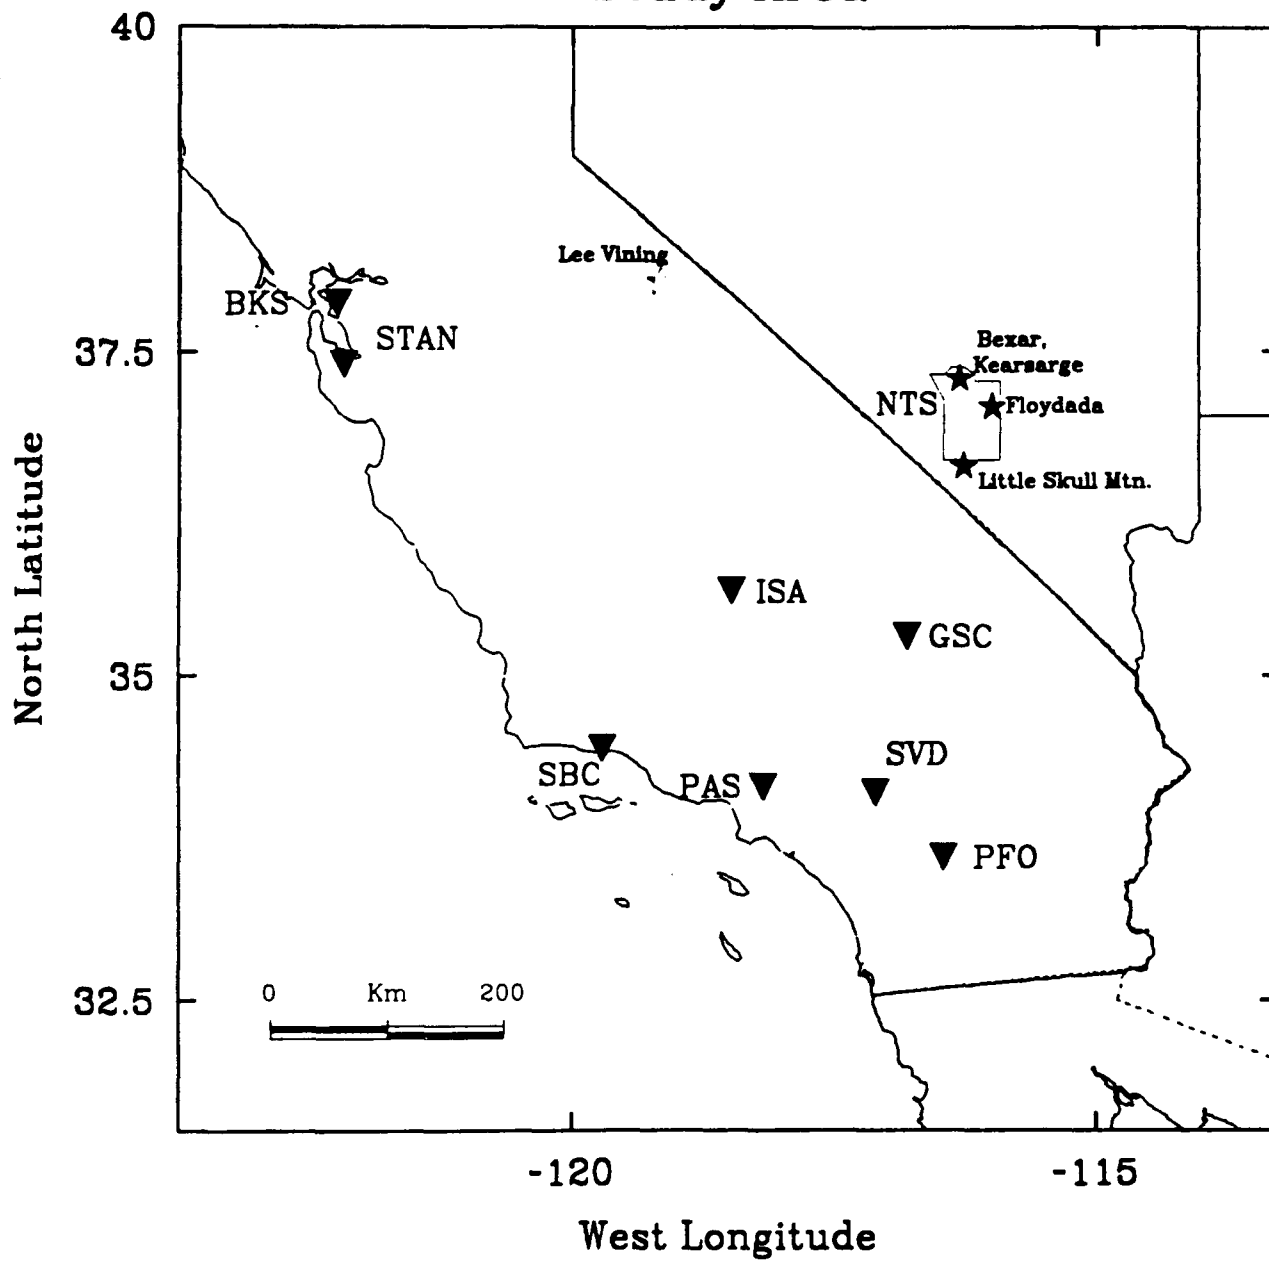 40
Lee Vining
BKS
STAN
37.5
Bexar,
Kearsarge
NTS
Floydada
Little Skull Mtn.
North Latitude
ISA
GSC
35
SVD
SBC
PAS
PFO
0 Km 200
32.5
-120
-115
West Longitude